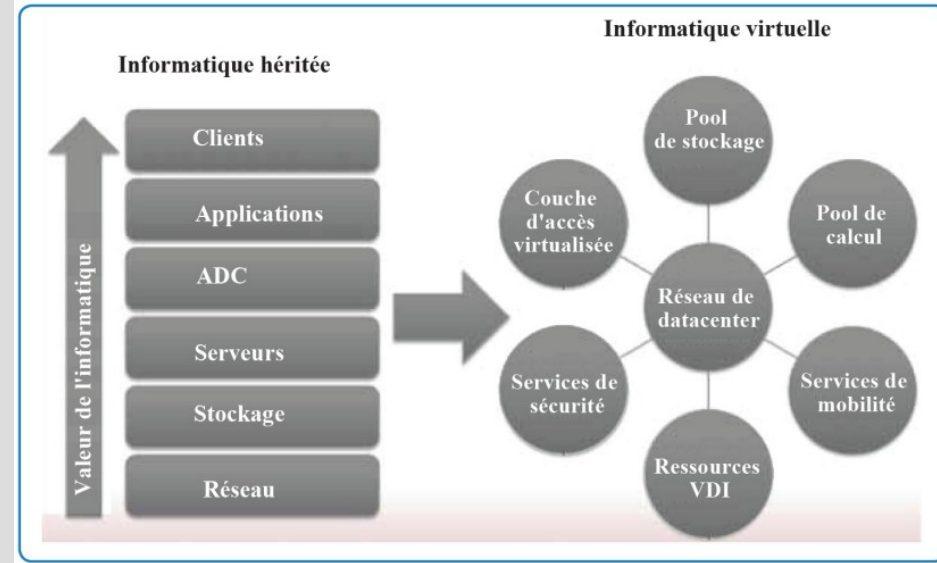 Informatique virtuelle
Informatique héritée
Valeur de l'informatique
Clients
Applications
ADC
Serveurs
Stockage
Réseau
Pool
de stockage
Couche
d'accès
virtualisée
Pool de
calcul
Réseau de
datacenter
Services de
sécurité
Services de
mobilité
Ressources
VDI